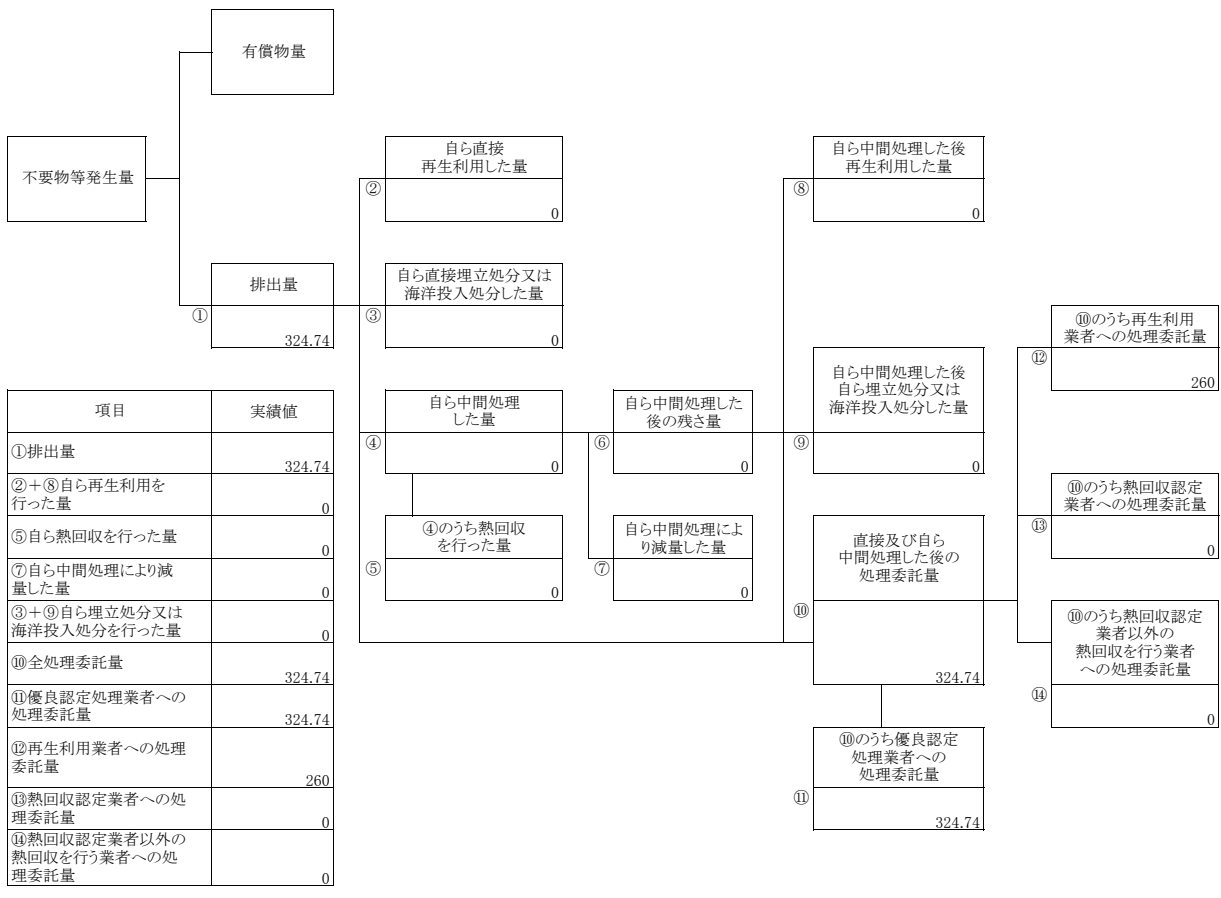 有償物量
不要物等発生量
自ら直接
再生利用した量
②
0
自ら中間処理した後
再生利用した量
⑧
0
排出量
①
324.74
自ら直接埋立処分又は
海洋投入処分した量
③
0
⑩のうち再生利用
業者への処理委託量
⑫
260
自ら中間処理
した量
④
0
自ら中間処理した
後の残さ量
⑥
0
自ら中間処理した後
自ら埋立処分又は
海洋投入処分した量
⑨
0
④のうち熱回収
を行った量
⑤
0
自ら中間処理によ
り減量した量
⑦
0
直接及び自ら
中間処理した後の
処理委託量
⑩
324.74
⑩のうち熱回収認定
業者への処理委託量
⑬
0
⑩のうち熱回収認定
業者以外の
熱回収を行う業者
への処理委託量
⑭
0
⑩のうち優良認定
処理業者への
処理委託量
⑪
324.74
項目
実績値
①排出量
324.74
②＋⑧自ら再生利用を
行った量
0
⑤自ら熱回収を行った量
0
⑦自ら中間処理により減
量した量
0
③＋⑨自ら埋立処分又は
海洋投入処分を行った量
0
⑩全処理委託量
324.74
⑪優良認定処理業者への
処理委託量
324.74
⑫再生利用業者への処理
委託量
260
⑬熱回収認定業者への処
理委託量
0
⑭熱回収認定業者以外の
熱回収を行う業者への処
理委託量
0